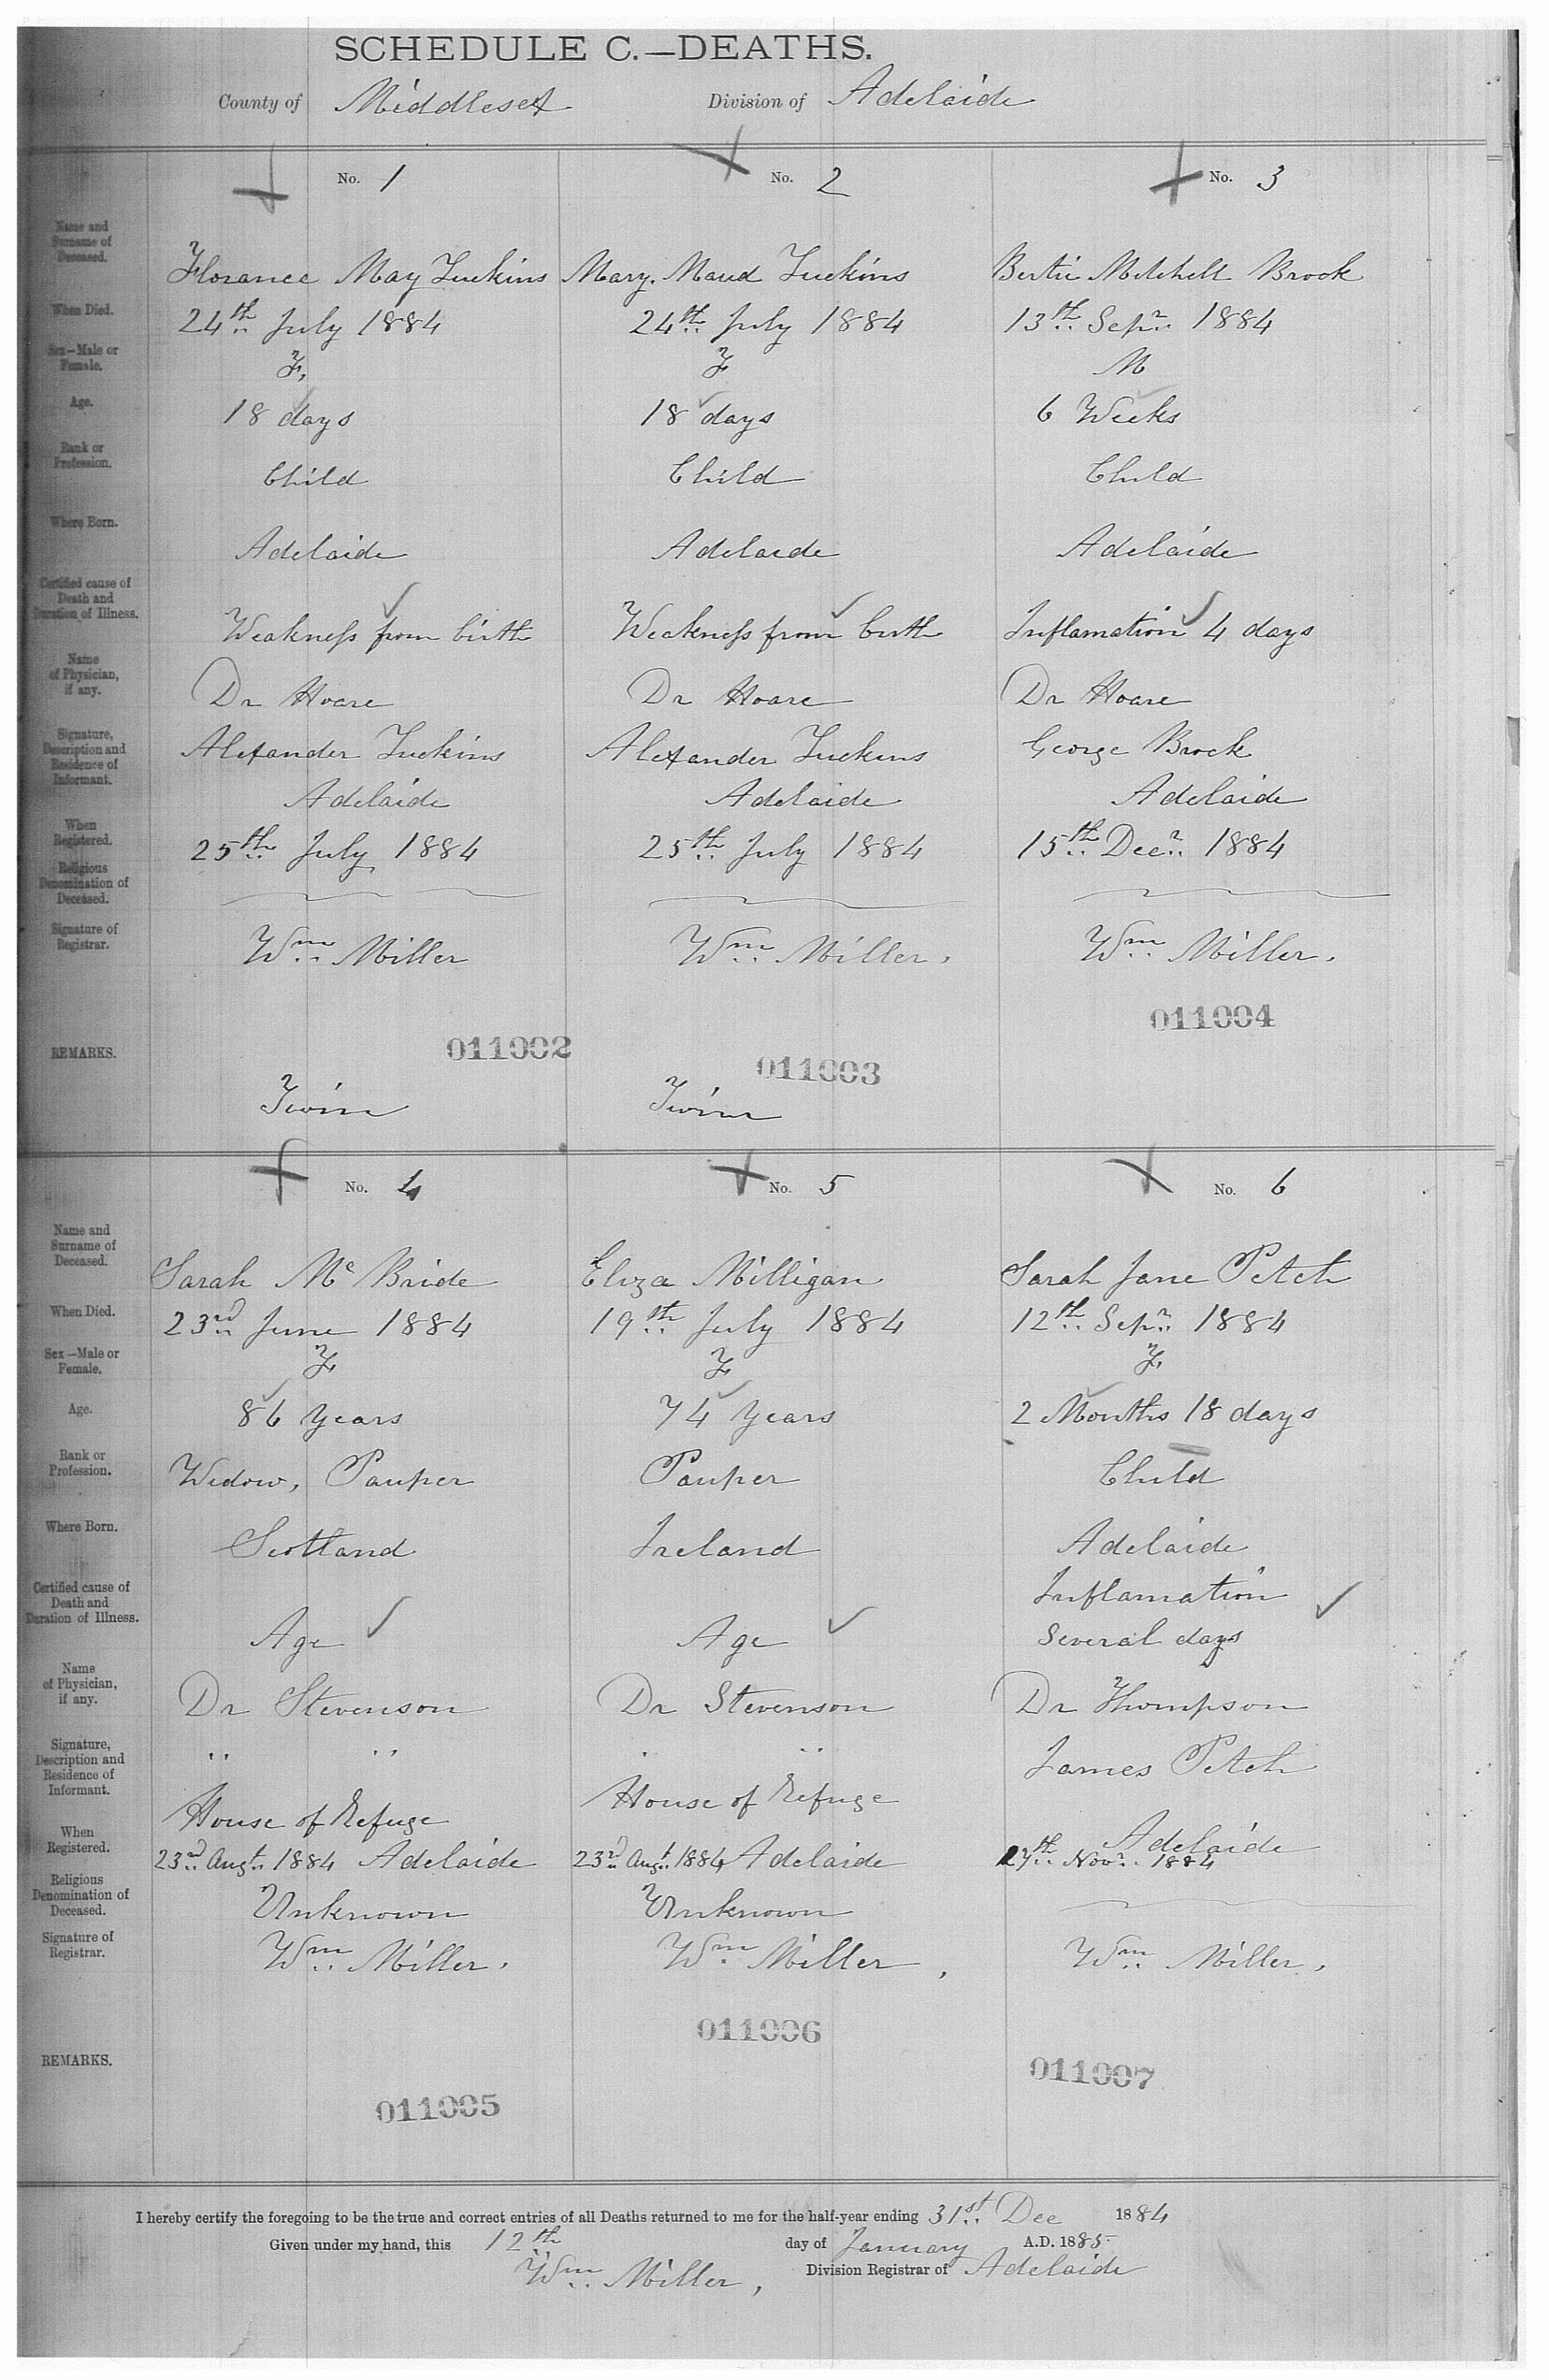 SCHEDULE C.—DEATHS.
County of Middlesex Division of Adelaide
No. 1 No. 2 No. 3
Name and Surname of Deceased. Florance May Luckins Mary. Maud Luckins Bertie Mitchell Brock
When Died. 24th July 1884 24th July 1884 13th Sepr 1884
Sex—Male or Female. F, F M
Age. 18 days 18 days 6 Weeks
Rank or Profession. Child Child Child
Where Born. Adelaide Adelaide Adelaide
Certified cause of Death and Duration of Illness. Weakness from birth Weakness from birth Inflamation 4 days
Name of Physician, if any. Dr Hoare Dr Hoare Dr Hoare
Signature, Description and Residence of Informant. Alexander Luckins Alexander Luckins George Brock
Adelaide Adelaide Adelaide
When Registered. 25th July 1884 25th July 1884 15th Decr 1884
Religious Denomination of Deceased.
Signature of Registrar. Wm Miller Wm Miller, Wm Miller,
REMARKS. 011002 011003 011004
Twin Twin
No. 4 No. 5 No. 6
Name and Surname of Deceased. Sarah Mc Bride Eliza Milligan Sarah Jane Petch
When Died. 23rd June 1884 19th July 1884 12th Sepr 1884
Sex—Male or Female. F F F
Age. 86 years 74 years 2 Months 18 days
Rank or Profession. Widow, Pauper Pauper Child
Where Born. Scotland Ireland Adelaide
Certified cause of Death and Duration of Illness. Age Age Inflamation Several days
Name of Physician, if any. Dr Stevenson Dr Stevenson Dr Thompson
Signature, Description and Residence of Informant. " " " " James Petch
House of Refuge House of Refuge
Adelaide Adelaide Adelaide
When Registered. 23rd Augt 1884 23rd Augt 1884 27th Novr 1884
Religious Denomination of Deceased. Unknown Unknown
Signature of Registrar. Wm Miller, Wm Miller, Wm Miller,
REMARKS. 011005 011006 011007
I hereby certify the foregoing to be the true and correct entries of all Deaths returned to me for the half-year ending 31st Dec 1884
Given under my hand, this 12th day of January A.D. 1885.
Wm Miller, Division Registrar of Adelaide